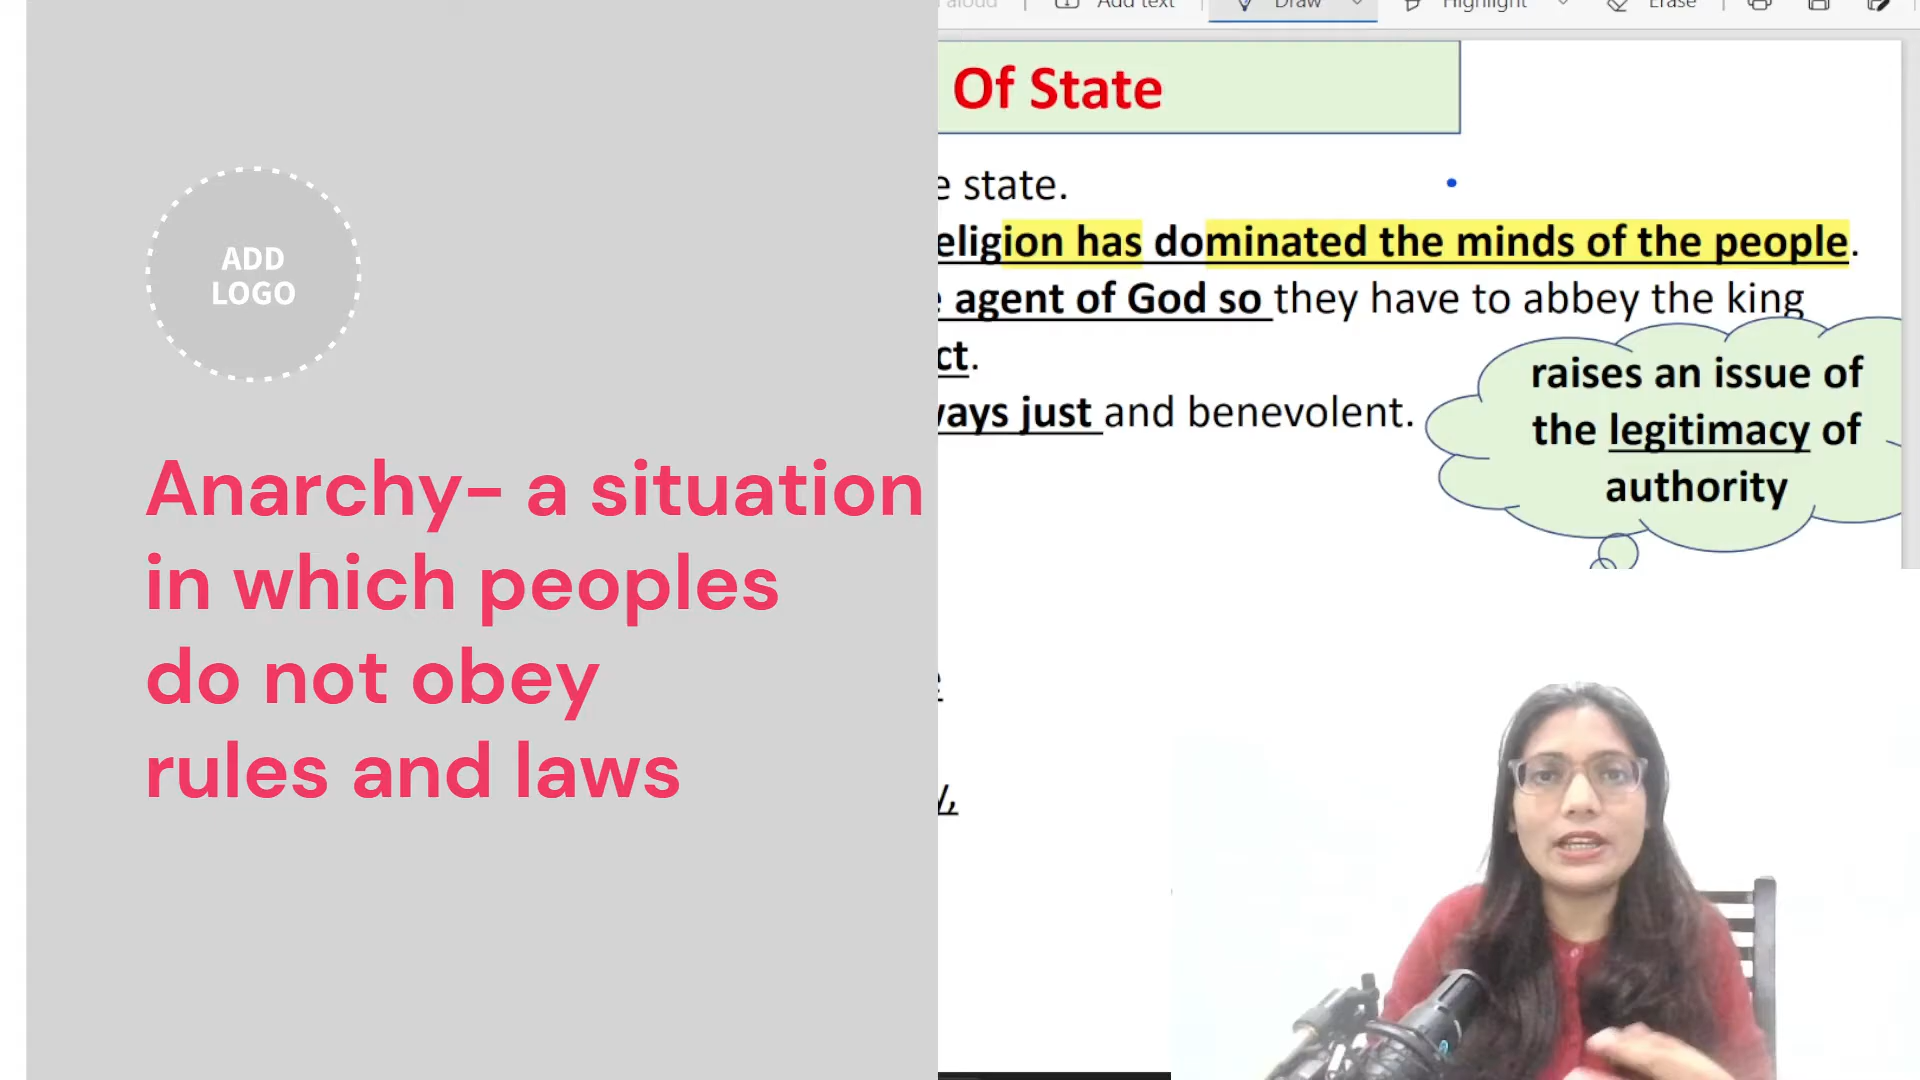 ADD
LOGO
Anarchy- a situation
in which peoples
do not obey
rules and laws
Add text
Draw
Highlight
Erase
Of State
e state.
eligion has dominated the minds of the people.
agent of God so they have to abbey the king
ct.
ways just and benevolent.
raises an issue of
the legitimacy of
authority